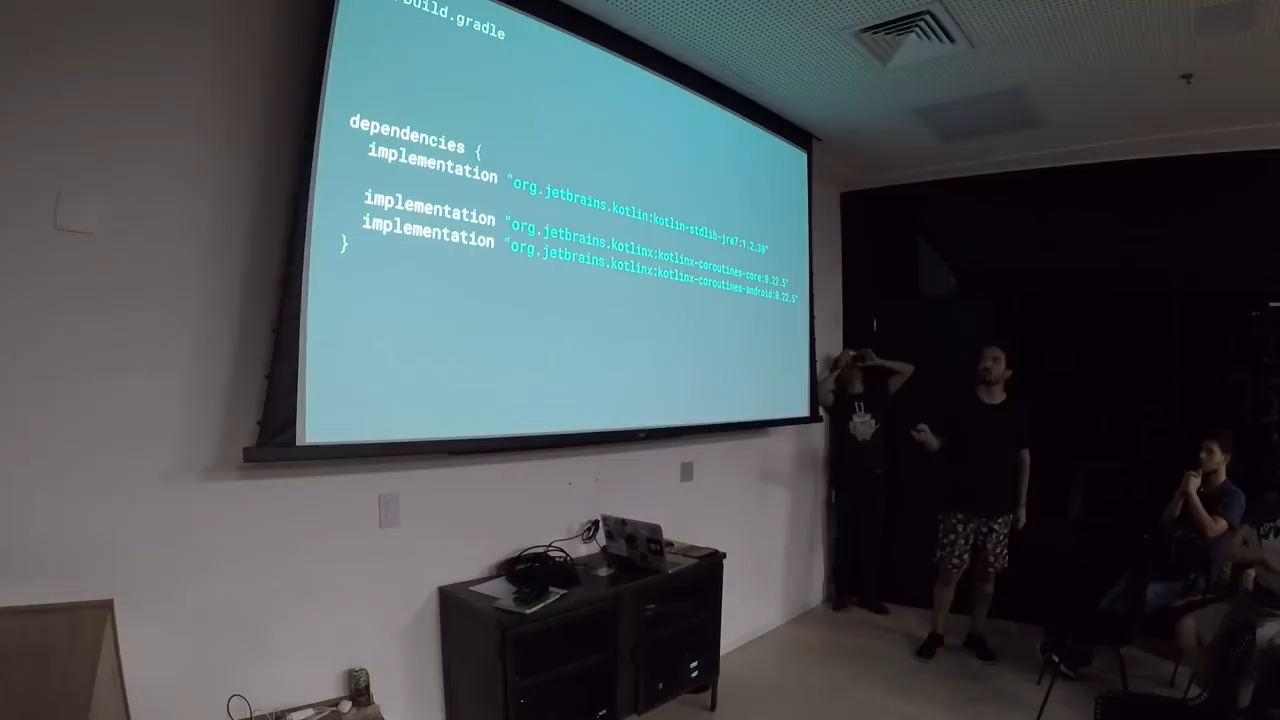 /build.gradle
dependencies {
implementation "org.jetbrains.kotlin:kotlin-stdlib-jre7:1.2.30"
implementation "org.jetbrains.kotlinx:kotlinx-coroutines-core:0.22.5"
implementation "org.jetbrains.kotlinx:kotlinx-coroutines-android:0.22.5"
}